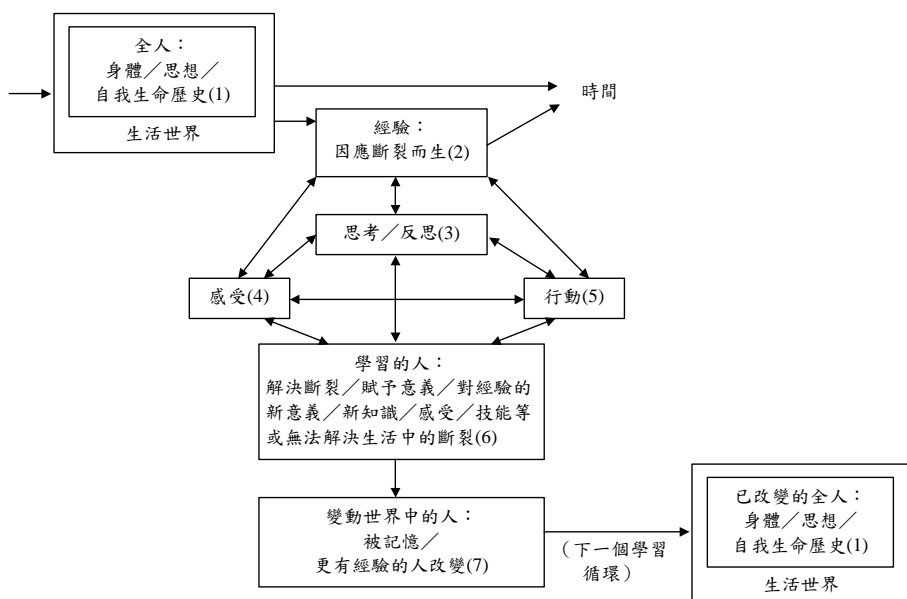 全人：
身體／思想／
自我生命歷史(1)
生活世界
時間
經驗：
因應斷裂而生(2)
思考／反思(3)
感受(4)
行動(5)
學習的人：
解決斷裂／賦予意義／對經驗的
新意義／新知識／感受／技能等
或無法解決生活中的斷裂(6)
變動世界中的人：
被記憶／
更有經驗的人改變(7)
（下一個學習
循環）
已改變的全人：
身體／思想／
自我生命歷史(1)
生活世界